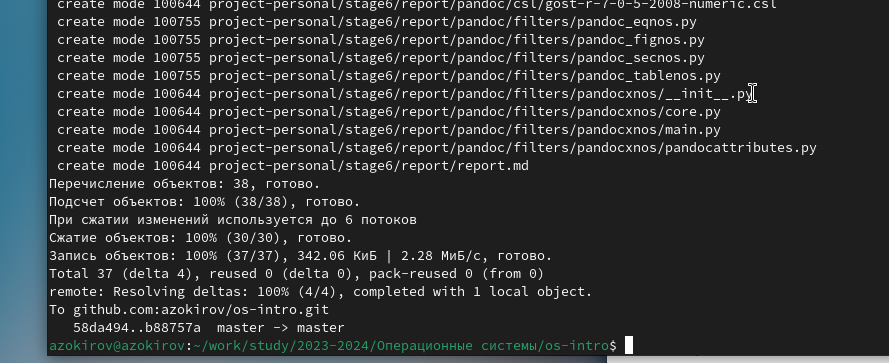 create mode 100644 project-personal/stage6/report/pandoc/csl/gost-r-7-0-5-2008-numeric.csl
create mode 100755 project-personal/stage6/report/pandoc/filters/pandoc_eqnos.py
create mode 100755 project-personal/stage6/report/pandoc/filters/pandoc_fignos.py
create mode 100755 project-personal/stage6/report/pandoc/filters/pandoc_secnos.py
create mode 100755 project-personal/stage6/report/pandoc/filters/pandoc_tablenos.py
create mode 100644 project-personal/stage6/report/pandoc/filters/pandocxnos/__init__.py
create mode 100644 project-personal/stage6/report/pandoc/filters/pandocxnos/core.py
create mode 100644 project-personal/stage6/report/pandoc/filters/pandocxnos/main.py
create mode 100644 project-personal/stage6/report/pandoc/filters/pandocxnos/pandocattributes.py
create mode 100644 project-personal/stage6/report/report.md
Перечисление объектов: 38, готово.
Подсчет объектов: 100% (38/38), готово.
При сжатии изменений используется до 6 потоков
Сжатие объектов: 100% (30/30), готово.
Запись объектов: 100% (37/37), 342.06 КиБ | 2.28 МиБ/с, готово.
Total 37 (delta 4), reused 0 (delta 0), pack-reused 0 (from 0)
remote: Resolving deltas: 100% (4/4), completed with 1 local object.
To github.com:azokirov/os-intro.git
58da494..b88757a  master -> master
azokirov@azokirov:~/work/study/2023-2024/Операционные системы/os-intro$